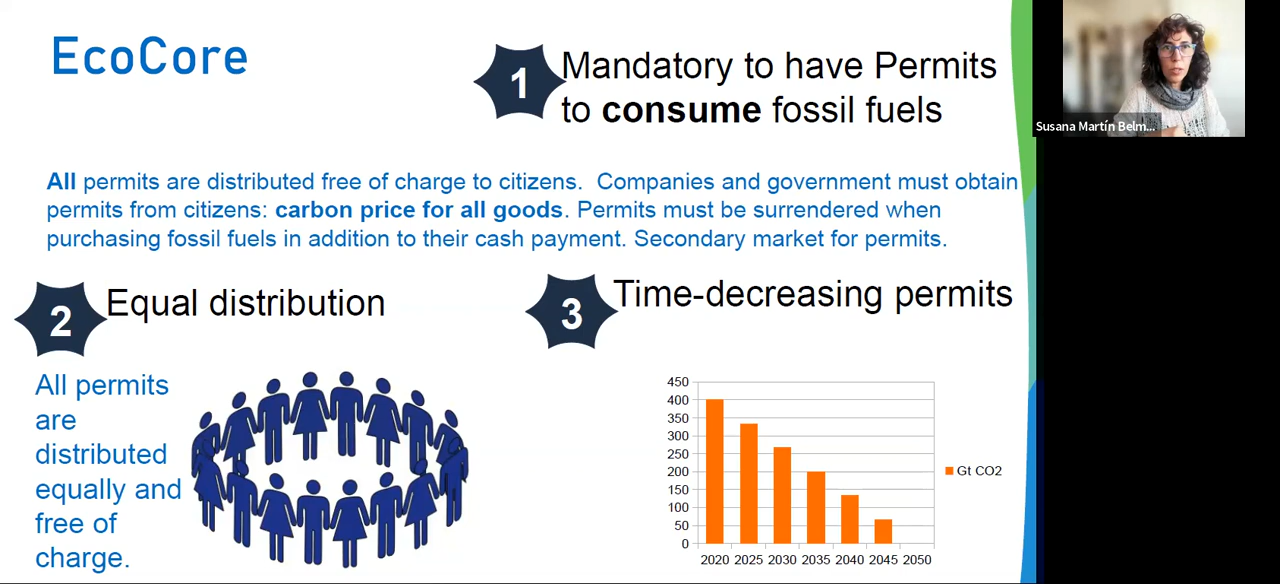 EcoCore
1
Mandatory to have Permits
to consume fossil fuels
All permits are distributed free of charge to citizens. Companies and government must obtain
permits from citizens: carbon price for all goods. Permits must be surrendered when
purchasing fossil fuels in addition to their cash payment. Secondary market for permits.
2
Equal distribution
All permits
are
distributed
equally and
free of
charge.
3
Time-decreasing permits
450
400
350
300
250
200
150
100
50
0
2020 2025 2030 2035 2040 2045 2050
Gt CO2
Susana Martín Belm...